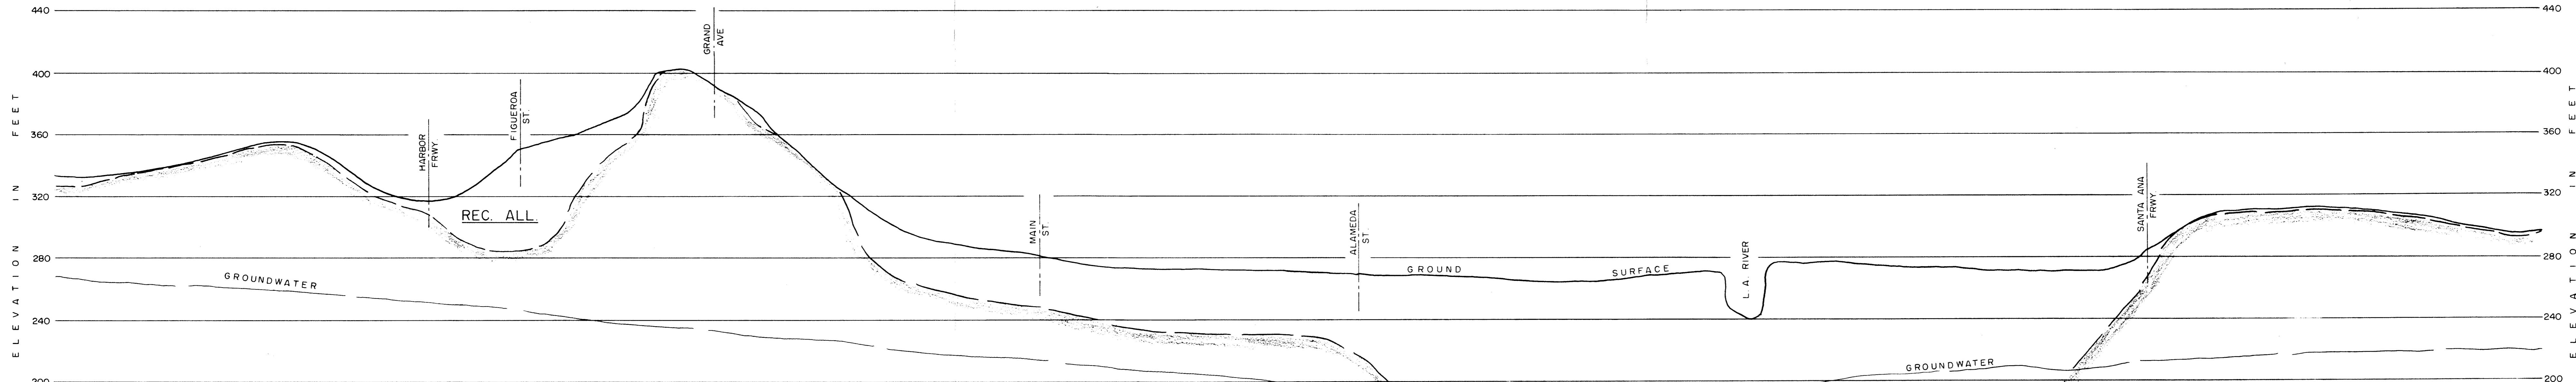 440
400
360
320
280
240
200
ELEVATION IN FEET
HARBOR
FRWY
FIGUEROA
ST.
GRAND
AVE
REC. ALL.
GROUNDWATER
MAIN
ST.
ALAMEDA
ST.
GROUND SURFACE
L. A. RIVER
GROUNDWATER
SANTA ANA
FRWY
440
400
360
320
280
240
200
ELEVATION IN FEET